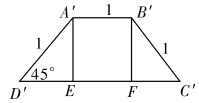 A′ 1 B′
1 1
45°
D′ E F C′